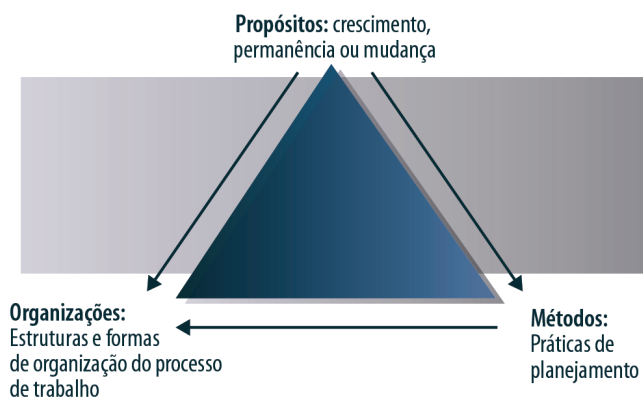 Propósitos: crescimento,
permanência ou mudança
Organizações:
Estruturas e formas
de organização do processo
de trabalho
Métodos:
Práticas de
planejamento